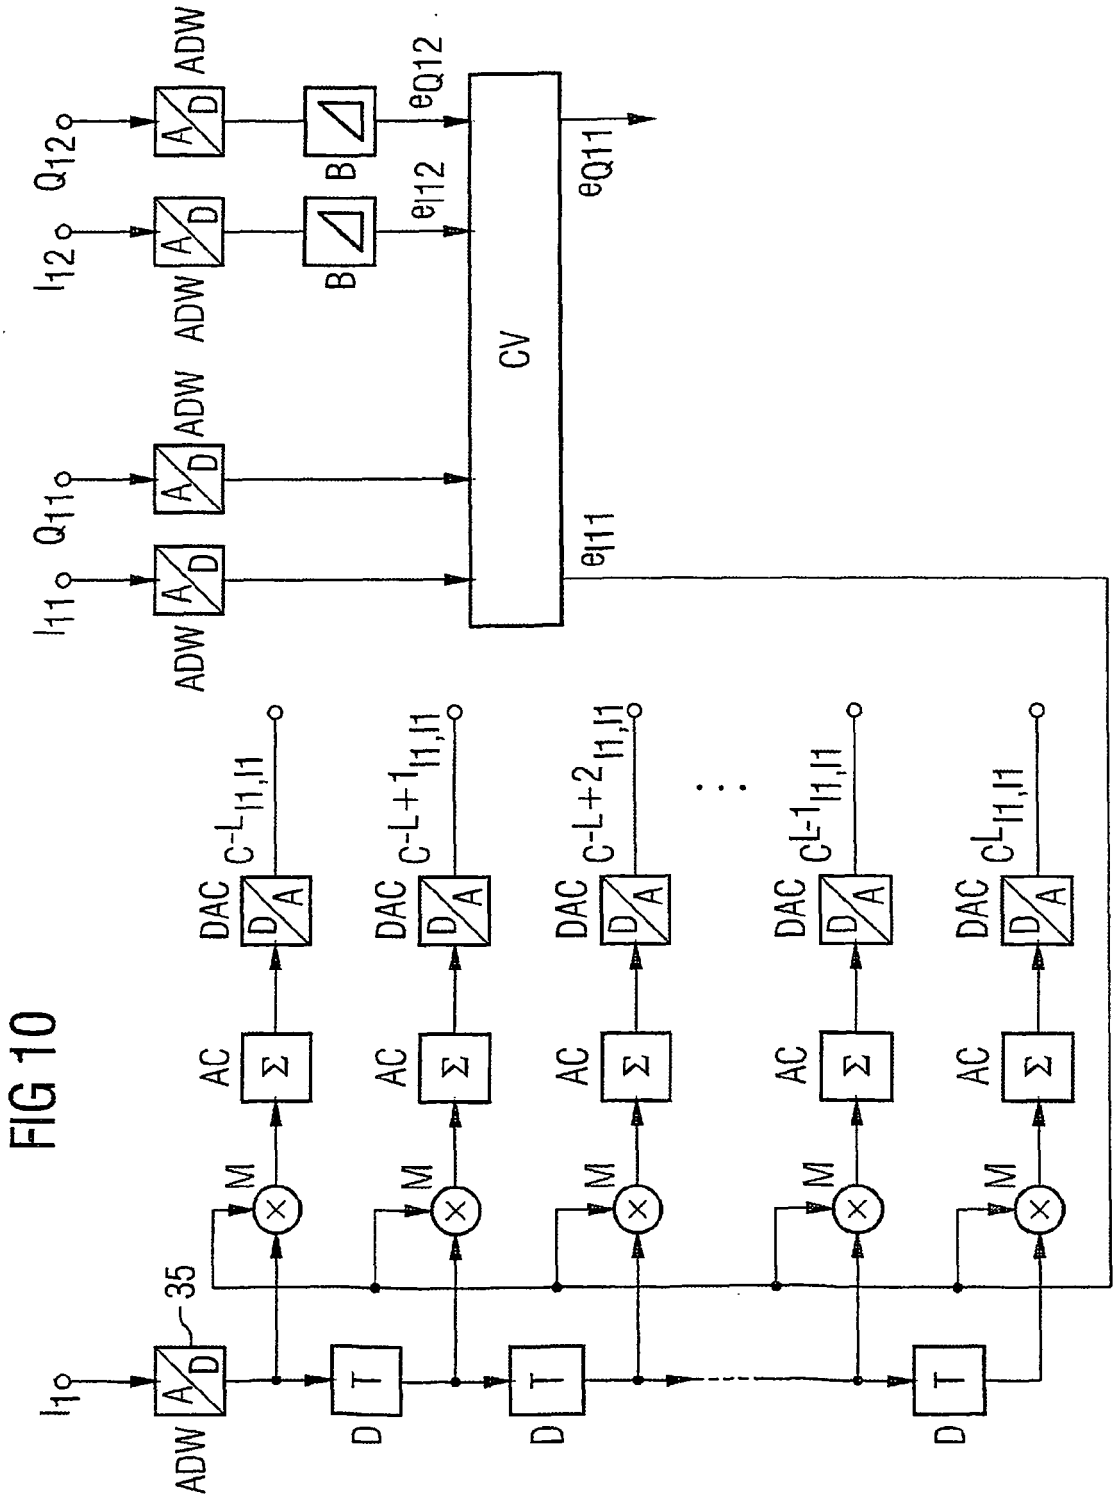 FIG 10
I1
ADW
A
D
35
D
T
D
T
D
T
M
×
M
×
M
×
M
×
M
×
AC
Σ
AC
Σ
AC
Σ
AC
Σ
AC
Σ
DAC
D
A
C-L I1,I1
DAC
D
A
C-L+1 I1,I1
DAC
D
A
C-L+2 I1,I1
...
DAC
D
A
CL-1 I1,I1
DAC
D
A
CL I1,I1
I11
ADW
A
D
Q11
ADW
A
D
I12
ADW
A
D
B
eI12
Q12
ADW
A
D
B
eQ12
CV
eI11
eQ11